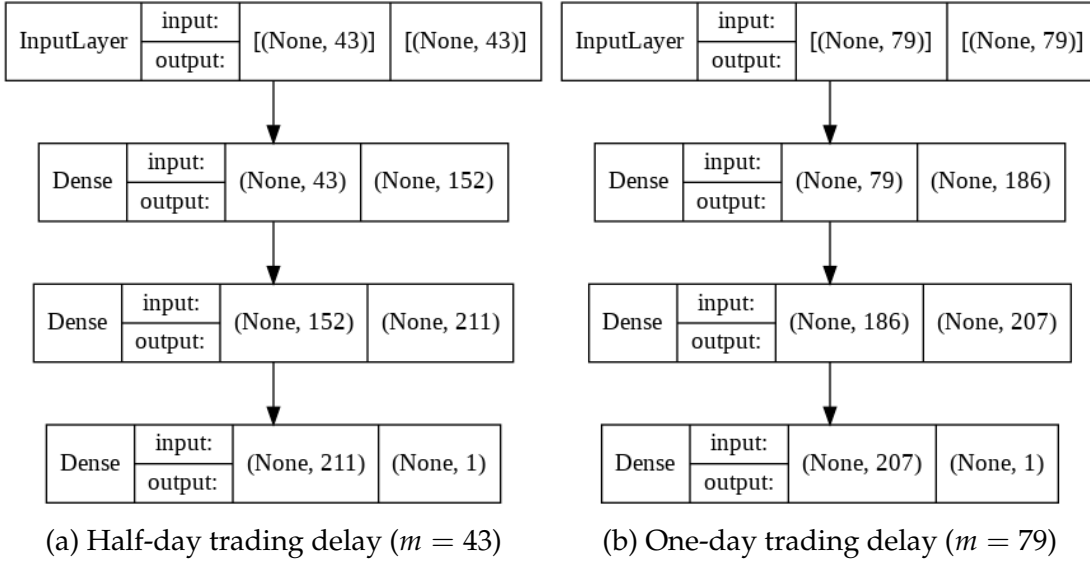 InputLayer input: output: [(None, 43)] [(None, 43)]
Dense input: output: (None, 43) (None, 152)
Dense input: output: (None, 152) (None, 211)
Dense input: output: (None, 211) (None, 1)
(a) Half-day trading delay (m = 43)
InputLayer input: output: [(None, 79)] [(None, 79)]
Dense input: output: (None, 79) (None, 186)
Dense input: output: (None, 186) (None, 207)
Dense input: output: (None, 207) (None, 1)
(b) One-day trading delay (m = 79)